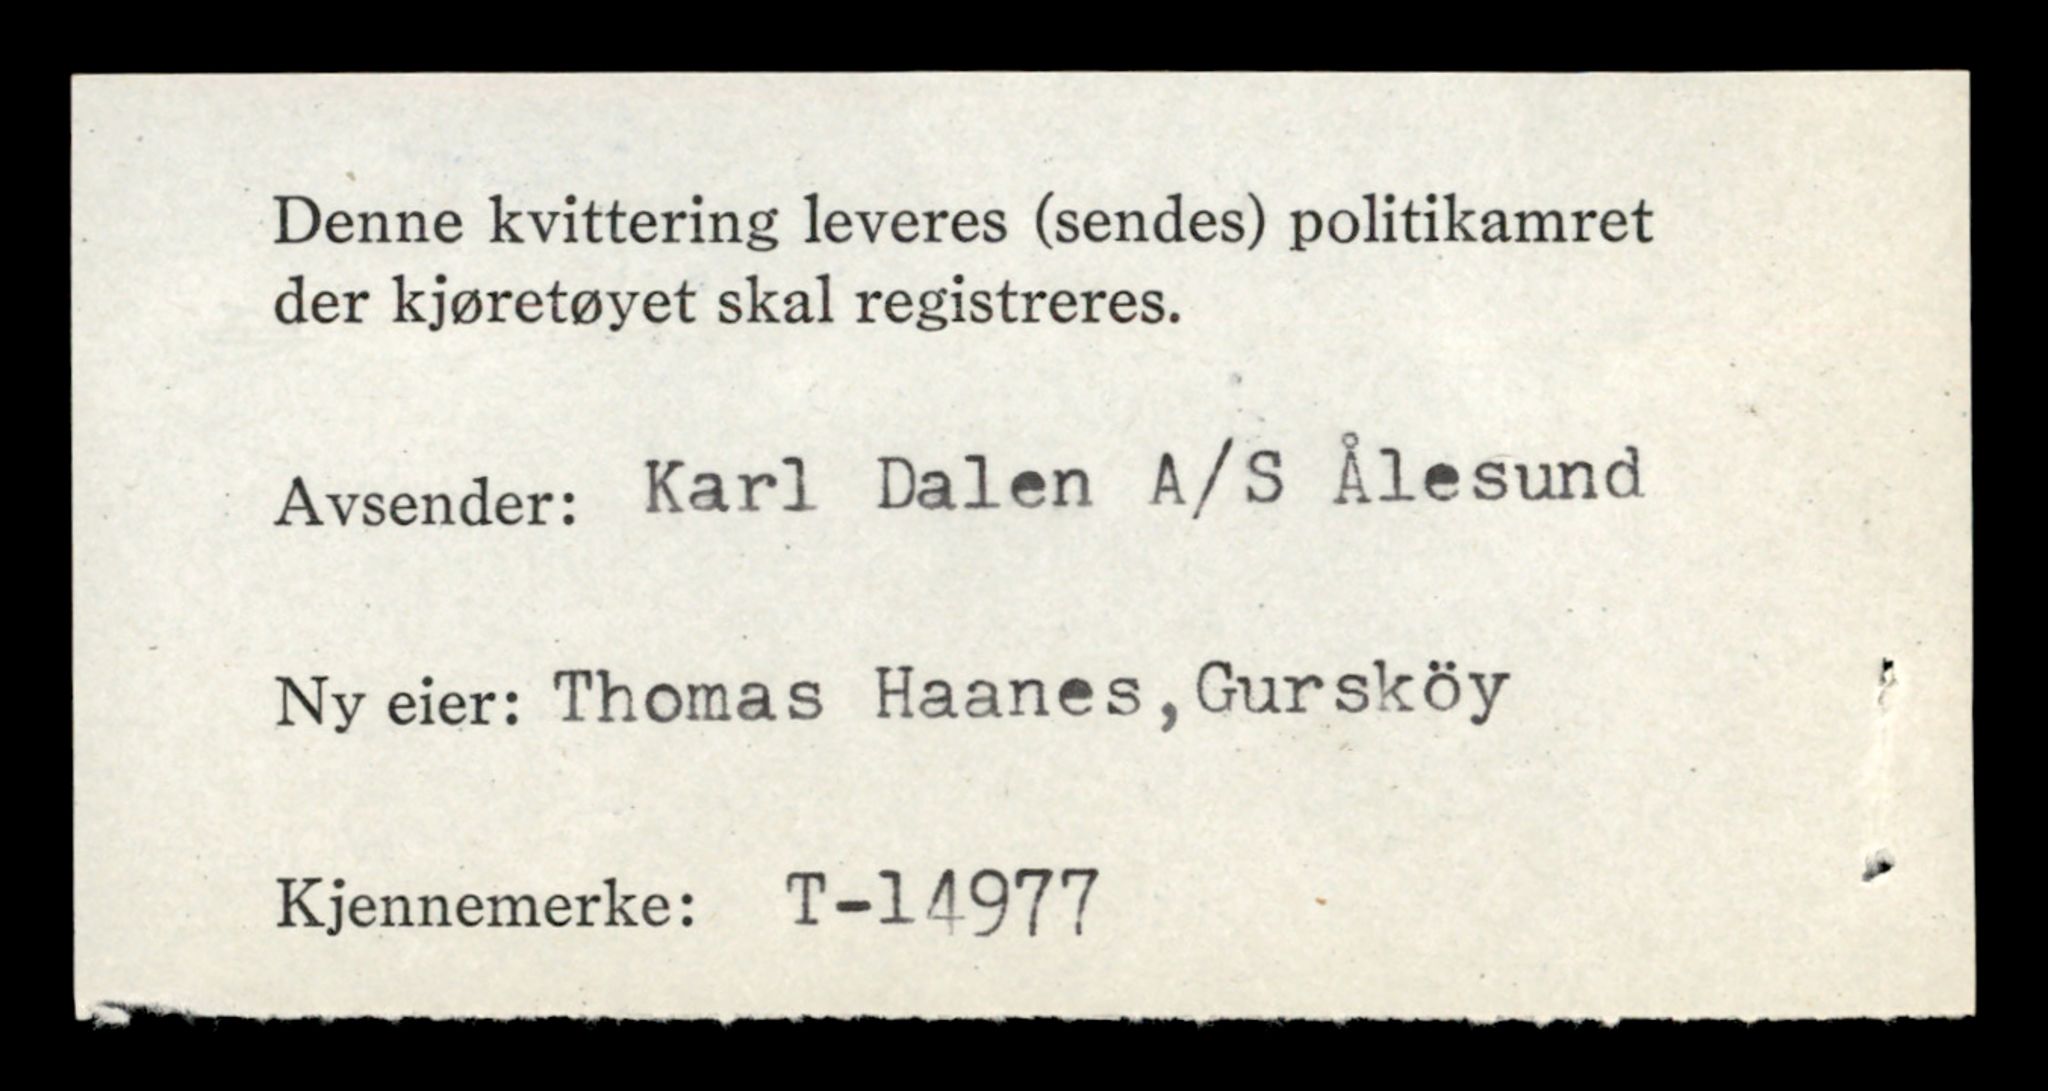 Denne kvittering leveres (sendes) politikamret
der kjøretøyet skal registreres.
Avsender: Karl Dalen A/S Ålesund
Ny eier: Thomas Haanes,Gursköy
Kjennemerke: T-14977